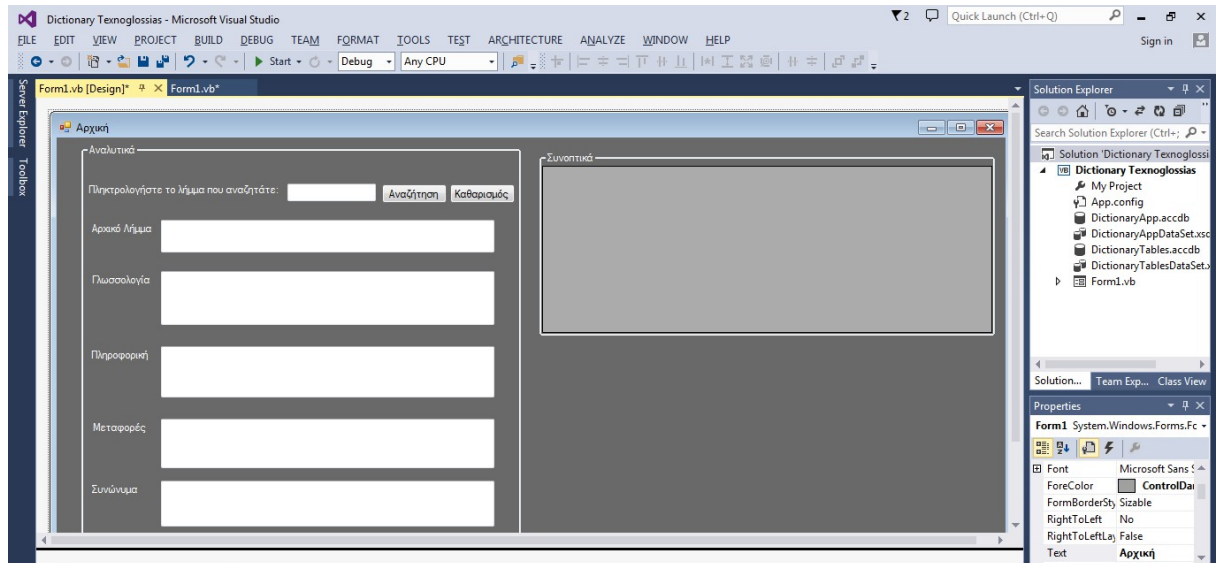 Dictionary Texnoglossias - Microsoft Visual Studio
2
Quick Launch (Ctrl+Q)
FILE EDIT VIEW PROJECT BUILD DEBUG TEAM FORMAT TOOLS TEST ARCHITECTURE ANALYZE WINDOW HELP
Sign in
Start Debug Any CPU
Server Explorer
Toolbox
Form1.vb [Design]* Form1.vb*
Αρχική
Αναλυτικά
Πληκτρολογήστε το λήμμα που αναζητάτε:
Αναζήτηση Καθαρισμός
Αρχικό Λήμμα
Γλωσσολογία
Πληροφορική
Μεταφορές
Συνώνυμα
Συνοπτικά
Solution Explorer
Search Solution Explorer (Ctrl+;
Solution 'Dictionary Texnoglossi
Dictionary Texnoglossias
My Project
App.config
DictionaryApp.accdb
DictionaryAppDataSet.xsc
DictionaryTables.accdb
DictionaryTablesDataSet.
Form1.vb
Solution... Team Exp... Class View
Properties
Form1 System.Windows.Forms.Fc
Font Microsoft Sans S
ForeColor ControlDar
FormBorderSty Sizable
RightToLeft No
RightToLeftLay False
Text Αρχική